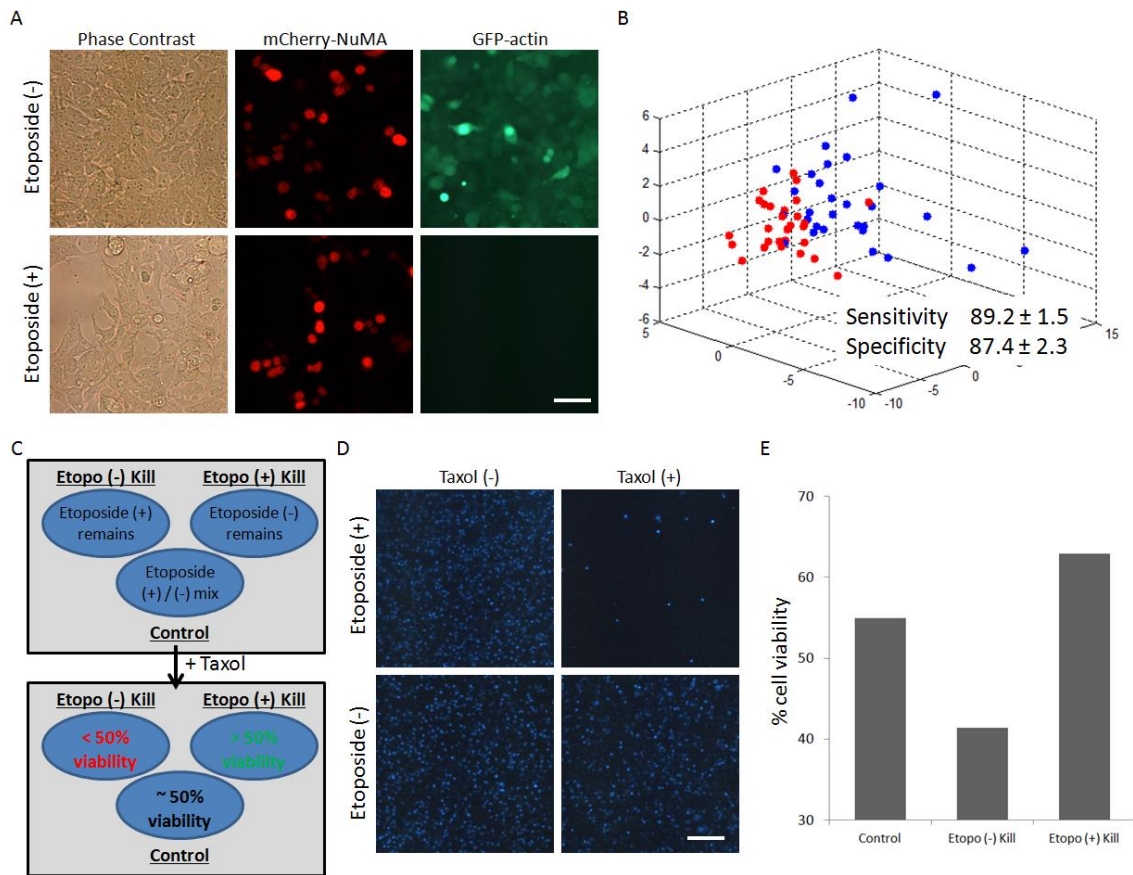 A
Phase Contrast mCherry-NuMA GFP-actin
Etoposide (-)
Etoposide (+)
B
6
4
2
0
-2
-4
-6
5
0
-5
-10
-10
-5
0
15
Sensitivity 89.2 ± 1.5
Specificity 87.4 ± 2.3
C
Etopo (-) Kill Etopo (+) Kill
Etoposide (+) remains
Etoposide (-) remains
Etoposide (+) / (-) mix
Control
+ Taxol
Etopo (-) Kill Etopo (+) Kill
< 50% viability
> 50% viability
~ 50% viability
Control
D
Taxol (-) Taxol (+)
Etoposide (+)
Etoposide (-)
E
% cell viability
70
60
50
40
30
Control Etopo (-) Kill Etopo (+) Kill